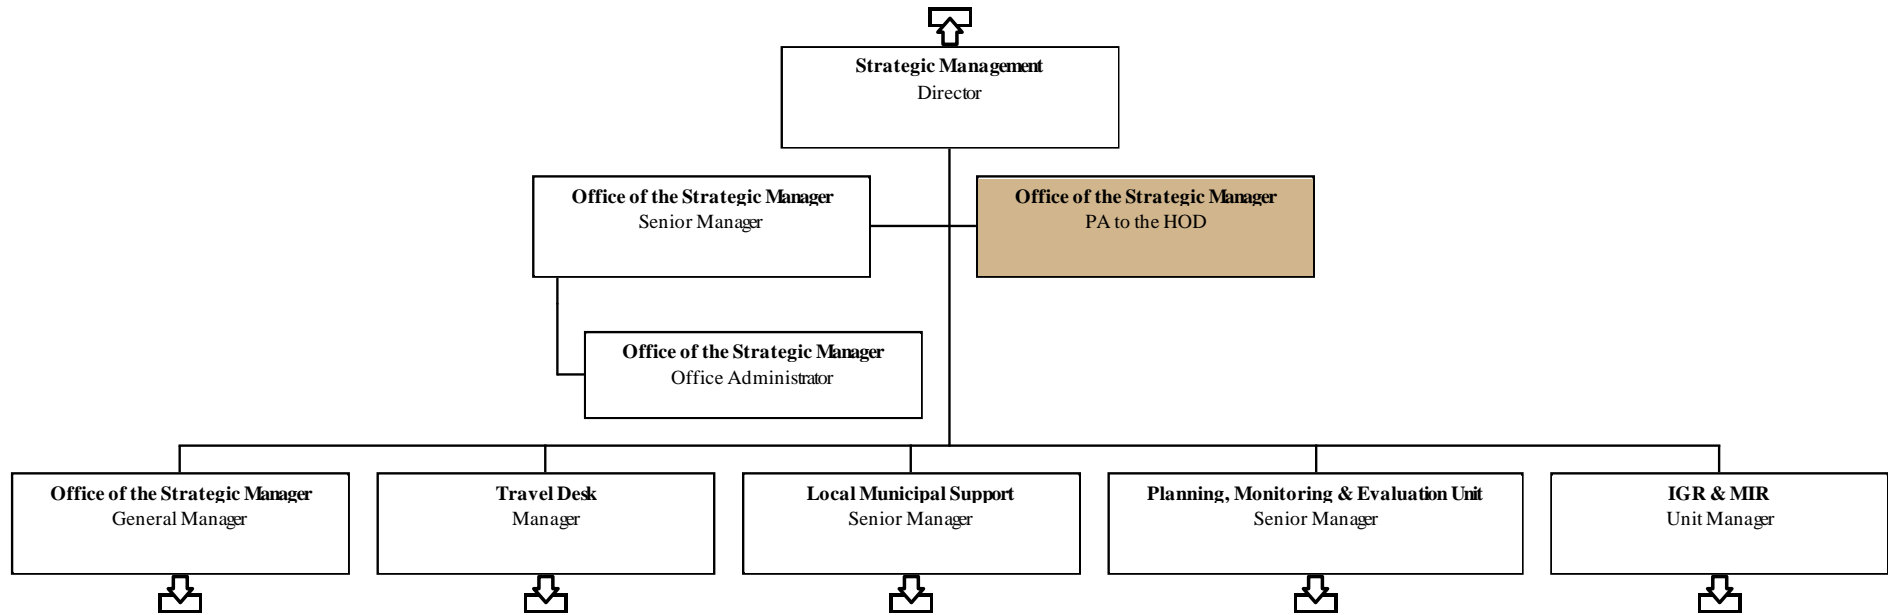 Strategic Management
Director
Office of the Strategic Manager
Senior Manager
Office of the Strategic Manager
PA to the HOD
Office of the Strategic Manager
Office Administrator
Office of the Strategic Manager
General Manager
Travel Desk
Manager
Local Municipal Support
Senior Manager
Planning, Monitoring & Evaluation Unit
Senior Manager
IGR & MIR
Unit Manager